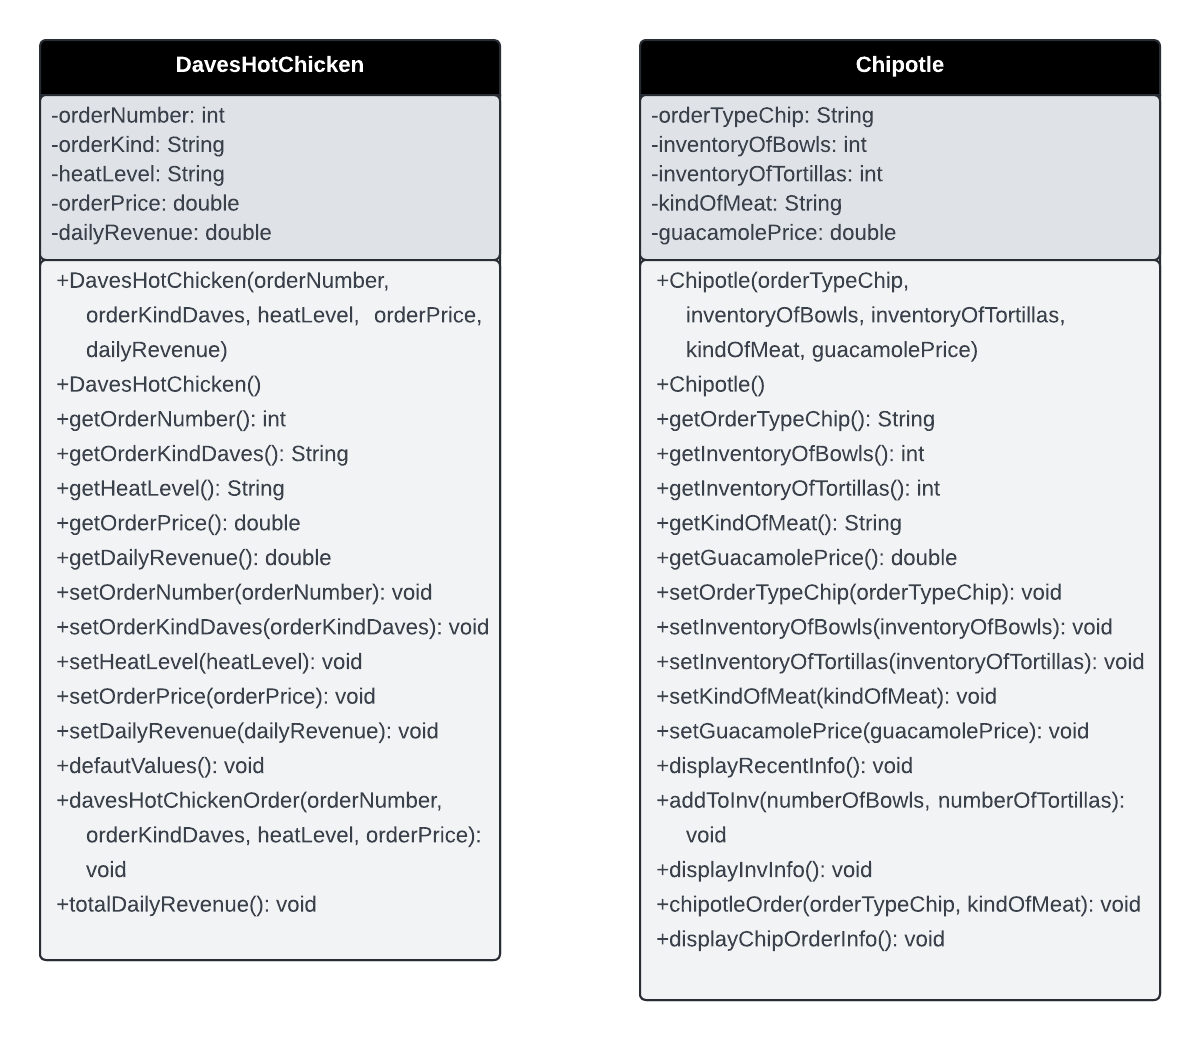 DavesHotChicken
-orderNumber: int
-orderKind: String
-heatLevel: String
-orderPrice: double
-dailyRevenue: double
+DavesHotChicken(orderNumber,
orderKindDaves, heatLevel, orderPrice,
dailyRevenue)
+DavesHotChicken()
+getOrderNumber(): int
+getOrderKindDaves(): String
+getHeatLevel(): String
+getOrderPrice(): double
+getDailyRevenue(): double
+setOrderNumber(orderNumber): void
+setOrderKindDaves(orderKindDaves): void
+setHeatLevel(heatLevel): void
+setOrderPrice(orderPrice): void
+setDailyRevenue(dailyRevenue): void
+defautValues(): void
+davesHotChickenOrder(orderNumber,
orderKindDaves, heatLevel, orderPrice):
void
+totalDailyRevenue(): void
Chipotle
-orderTypeChip: String
-inventoryOfBowls: int
-inventoryOfTortillas: int
-kindOfMeat: String
-guacamolePrice: double
+Chipotle(orderTypeChip,
inventoryOfBowls, inventoryOfTortillas,
kindOfMeat, guacamolePrice)
+Chipotle()
+getOrderTypeChip(): String
+getInventoryOfBowls(): int
+getInventoryOfTortillas(): int
+getKindOfMeat(): String
+getGuacamolePrice(): double
+setOrderTypeChip(orderTypeChip): void
+setInventoryOfBowls(inventoryOfBowls): void
+setInventoryOfTortillas(inventoryOfTortillas): void
+setKindOfMeat(kindOfMeat): void
+setGuacamolePrice(guacamolePrice): void
+displayRecentInfo(): void
+addToInv(numberOfBowls, numberOfTortillas):
void
+displayInvInfo(): void
+chipotleOrder(orderTypeChip, kindOfMeat): void
+displayChipOrderInfo(): void